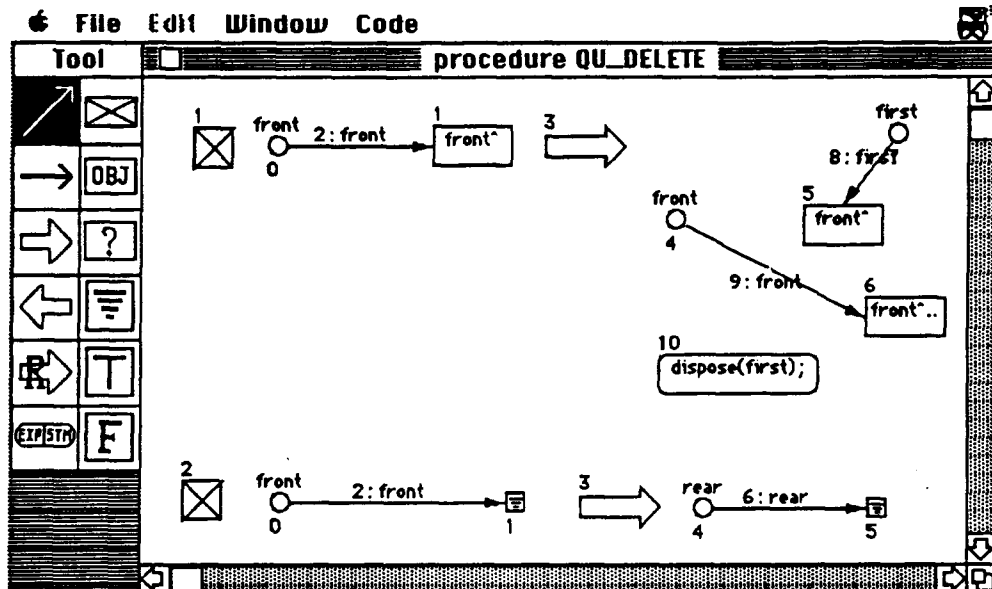 File Edit Window Code
Tool
procedure QU_DELETE
OBJ
?
R
T
EXP STM
F
1
front
2: front
0
1
front^
3
first
8: first
5
front^
front
4
9: front
6
front^..
10
dispose(first);
2
front
2: front
0
1
3
rear
6: rear
4
5